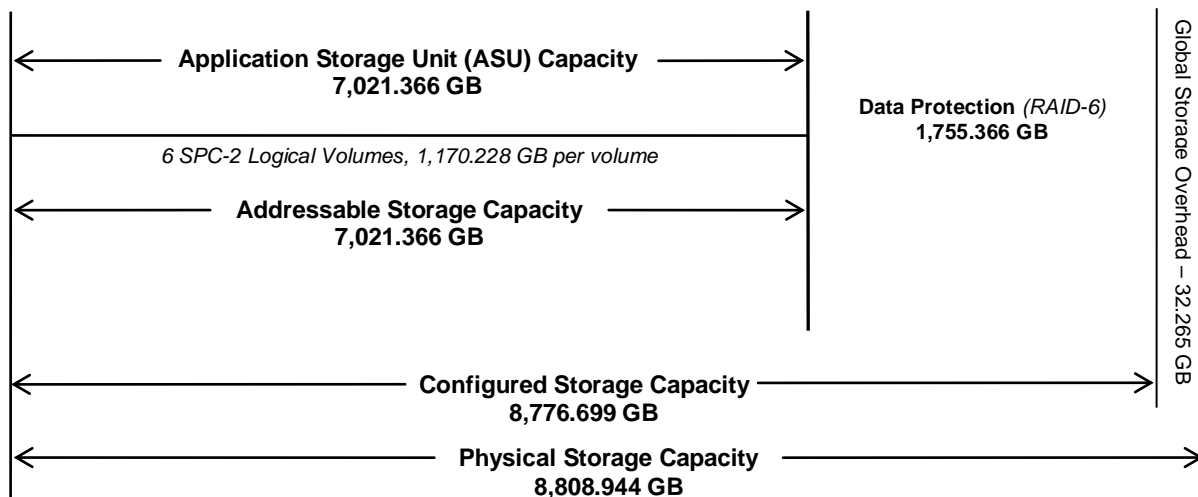 Application Storage Unit (ASU) Capacity
7,021.366 GB
Data Protection (RAID-6)
1,755.366 GB
6 SPC-2 Logical Volumes, 1,170.228 GB per volume
Addressable Storage Capacity
7,021.366 GB
Global Storage Overhead – 32.265 GB
Configured Storage Capacity
8,776.699 GB
Physical Storage Capacity
8,808.944 GB